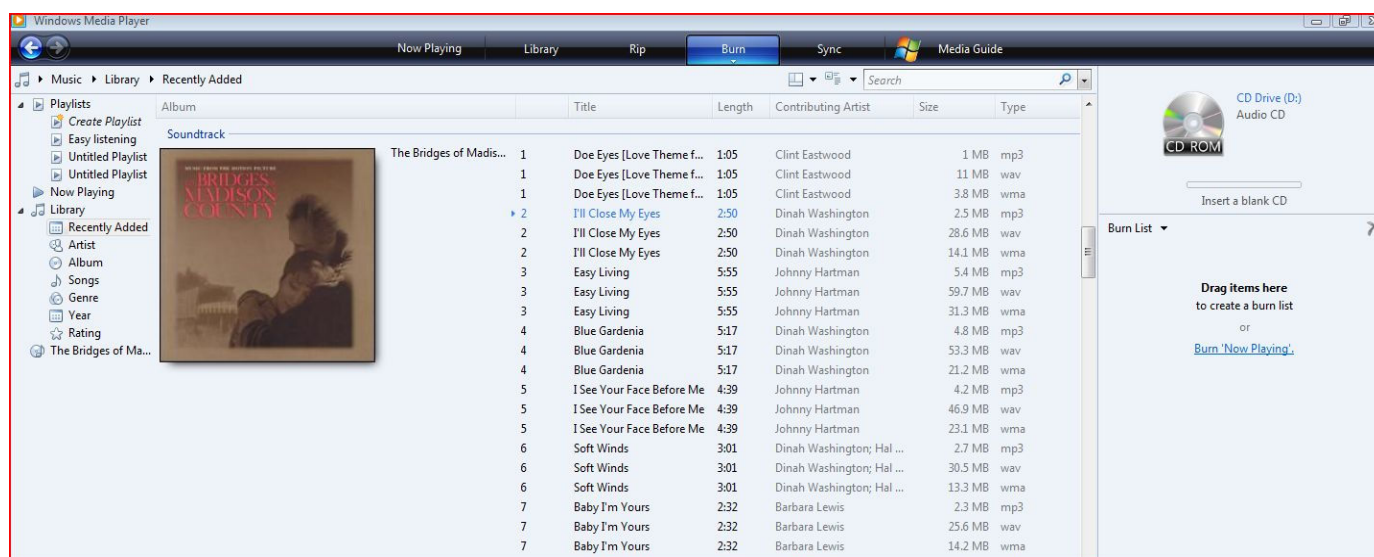 Windows Media Player
Now Playing Library Rip Burn Sync Media Guide
Music Library Recently Added
Search
Playlists
Create Playlist
Easy listening
Untitled Playlist
Untitled Playlist
Now Playing
Library
Recently Added
Artist
Album
Songs
Genre
Year
Rating
The Bridges of Ma...
Album Title Length Contributing Artist Size Type
Soundtrack
MUSIC FROM THE MOTION PICTURE
BRIDGES
MADISON
COUNTY
The Bridges of Madis...
1 Doe Eyes [Love Theme f... 1:05 Clint Eastwood 1 MB mp3
1 Doe Eyes [Love Theme f... 1:05 Clint Eastwood 11 MB wav
1 Doe Eyes [Love Theme f... 1:05 Clint Eastwood 3.8 MB wma
2 I'll Close My Eyes 2:50 Dinah Washington 2.5 MB mp3
2 I'll Close My Eyes 2:50 Dinah Washington 28.6 MB wav
2 I'll Close My Eyes 2:50 Dinah Washington 14.1 MB wma
3 Easy Living 5:55 Johnny Hartman 5.4 MB mp3
3 Easy Living 5:55 Johnny Hartman 59.7 MB wav
3 Easy Living 5:55 Johnny Hartman 31.3 MB wma
4 Blue Gardenia 5:17 Dinah Washington 4.8 MB mp3
4 Blue Gardenia 5:17 Dinah Washington 53.3 MB wav
4 Blue Gardenia 5:17 Dinah Washington 21.2 MB wma
5 I See Your Face Before Me 4:39 Johnny Hartman 4.2 MB mp3
5 I See Your Face Before Me 4:39 Johnny Hartman 46.9 MB wav
5 I See Your Face Before Me 4:39 Johnny Hartman 23.1 MB wma
6 Soft Winds 3:01 Dinah Washington; Hal ... 2.7 MB mp3
6 Soft Winds 3:01 Dinah Washington; Hal ... 30.5 MB wav
6 Soft Winds 3:01 Dinah Washington; Hal ... 13.3 MB wma
7 Baby I'm Yours 2:32 Barbara Lewis 2.3 MB mp3
7 Baby I'm Yours 2:32 Barbara Lewis 25.6 MB wav
7 Baby I'm Yours 2:32 Barbara Lewis 14.2 MB wma
CD Drive (D:)
Audio CD
CD ROM
Insert a blank CD
Burn List
Drag items here
to create a burn list
or
Burn 'Now Playing'.